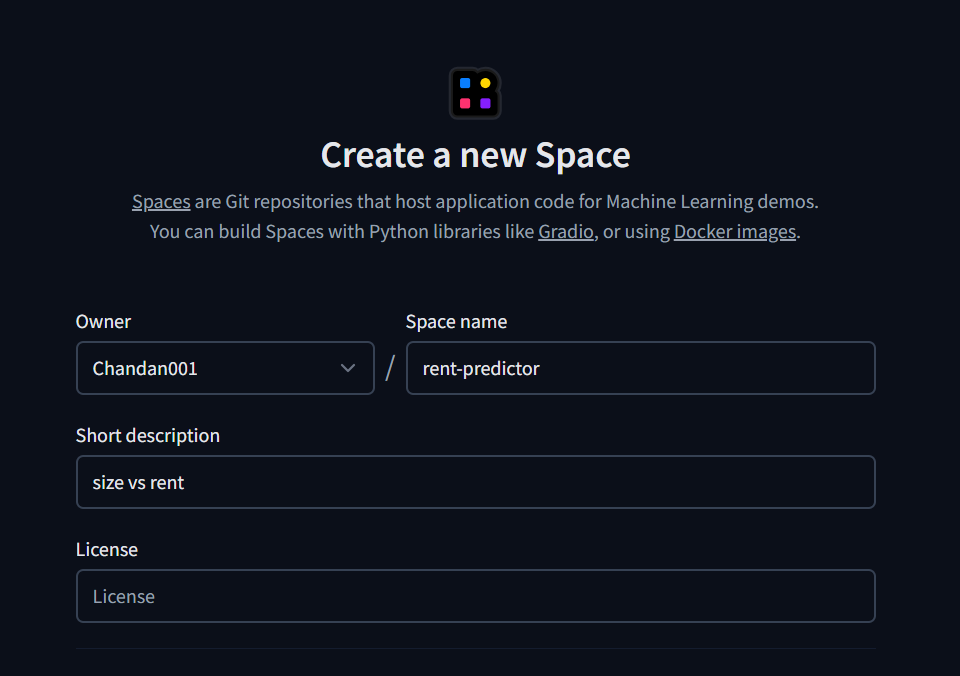 Create a new Space
Spaces are Git repositories that host application code for Machine Learning demos.
You can build Spaces with Python libraries like Gradio, or using Docker images.
Owner
Space name
Chandan001
/
rent-predictor
Short description
size vs rent
License
License